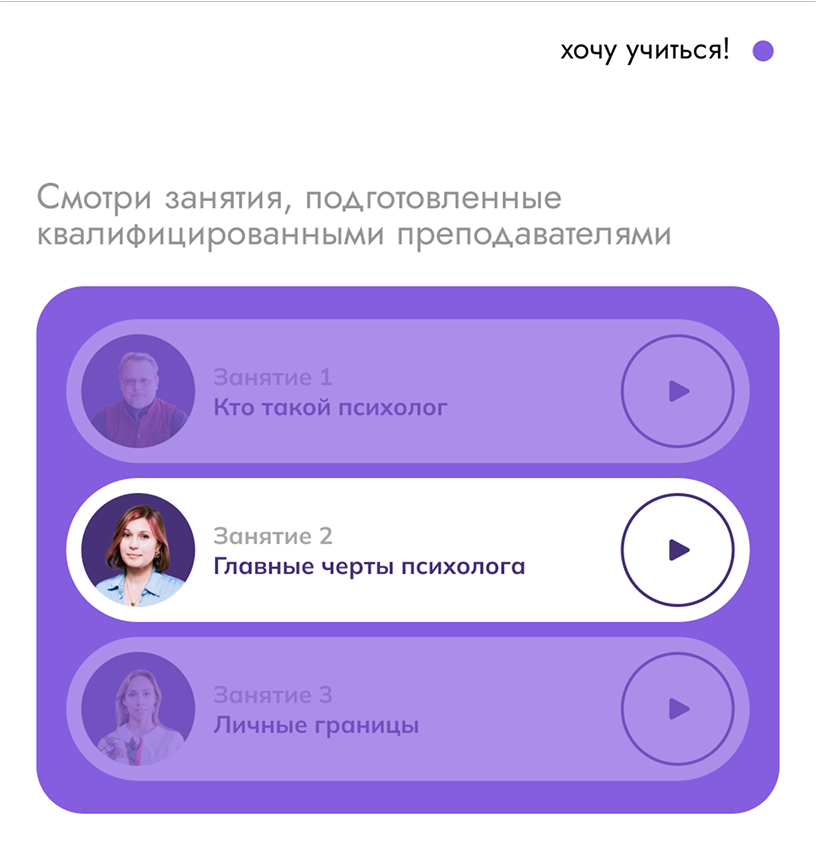 хочу учиться!
Смотри занятия, подготовленные
квалифицированными преподавателями
Занятие 1
Кто такой психолог
Занятие 2
Главные черты психолога
Занятие 3
Личные границы